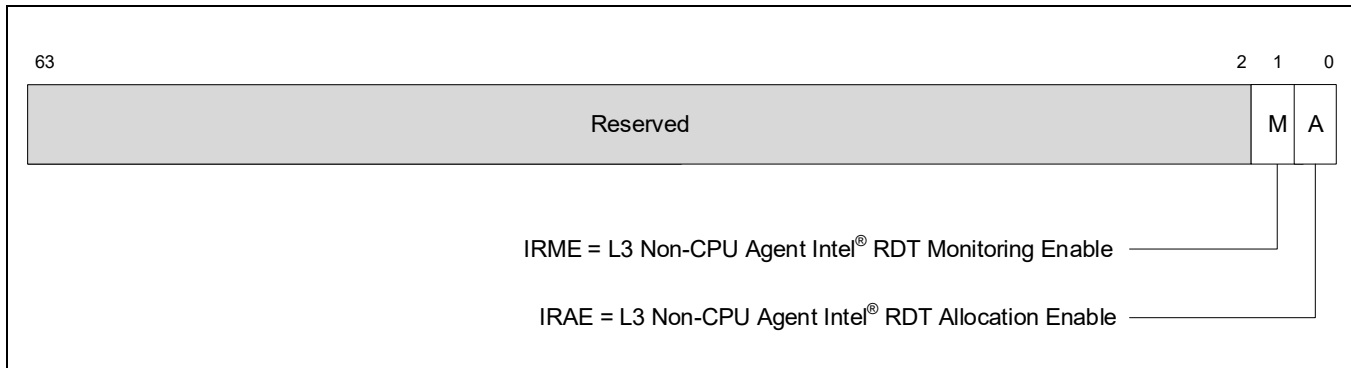 63 2 1 0
Reserved M A
IRME = L3 Non-CPU Agent Intel® RDT Monitoring Enable
IRAE = L3 Non-CPU Agent Intel® RDT Allocation Enable